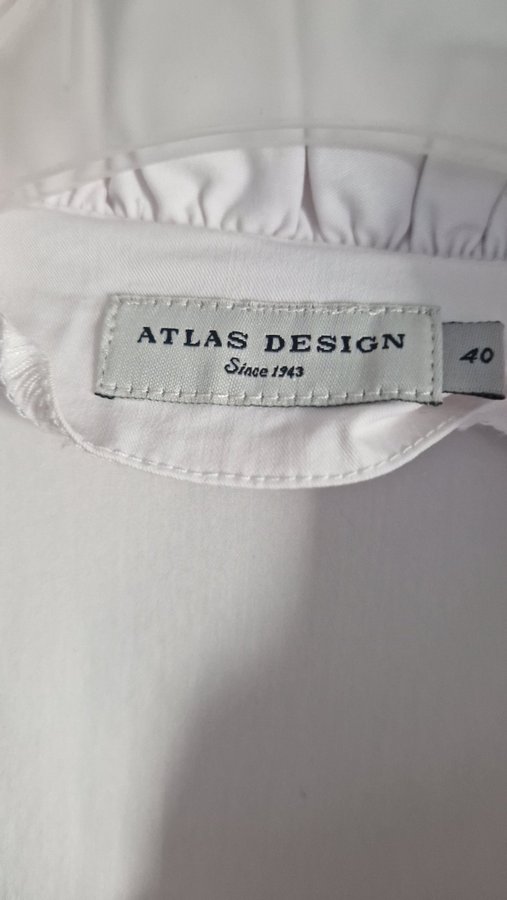 ATLAS DESIGN
Since 1943
40